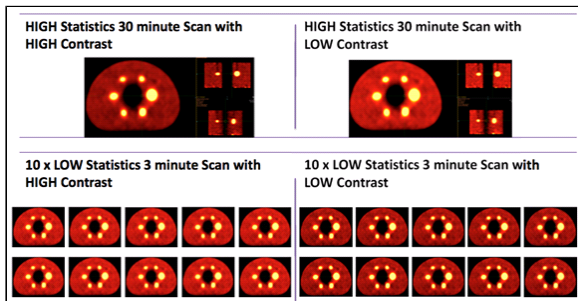 HIGH Statistics 30 minute Scan with
HIGH Contrast
HIGH Statistics 30 minute Scan with
LOW Contrast
10 x LOW Statistics 3 minute Scan with
HIGH Contrast
10 x LOW Statistics 3 minute Scan with
LOW Contrast